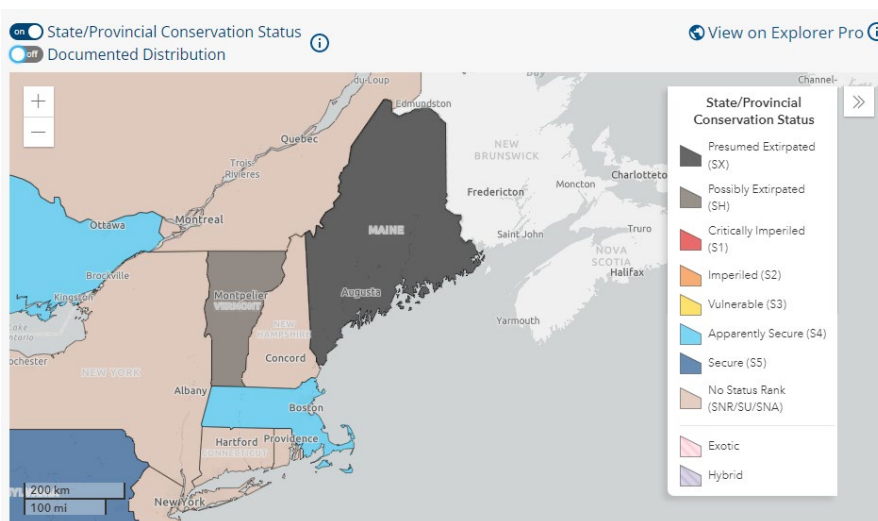 on State/Provincial Conservation Status
off Documented Distribution
View on Explorer Pro
+
−
du-Loup
Channel-
Edmundston
Quebec
Trois-
Rivieres
NEW
BRUNSWICK
Charlotteto
Moncton
Fredericton
Ottawa
Montreal
MAINE
Saint John
Truro
NOVA
SCOTIA
Halifax
Brockville
Kingston
Montpelier
VERMONT
Augusta
Lake
Ontario
NEW
HAMPSHIRE
Yarmouth
ochester
Concord
NEW YORK
Albany
Boston
Hartford
Providence
CONNECTICUT
New York
200 km
100 mi
State/Provincial
Conservation Status
Presumed Extirpated
(SX)
Possibly Extirpated
(SH)
Critically Imperiled
(S1)
Imperiled (S2)
Vulnerable (S3)
Apparently Secure (S4)
Secure (S5)
No Status Rank
(SNR/SU/SNA)
Exotic
Hybrid